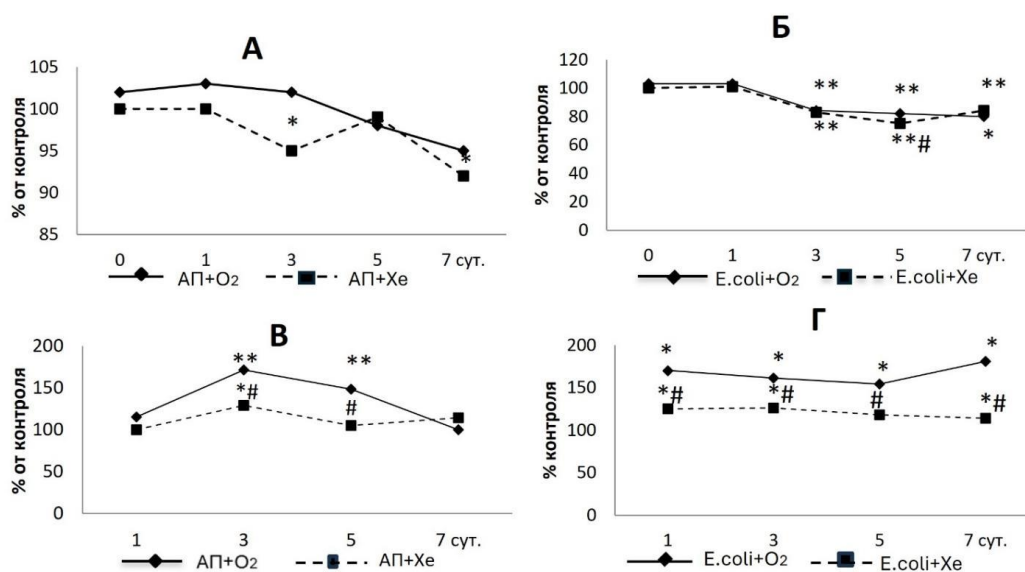 А
% от контроля
105
100
95
90
85
*
*
0 1 3 5 7 сут.
АП+O₂ АП+Xe
Б
% от контроля
120
100
80
60
40
20
0
** ** **
** **# *
0 1 3 5 7 сут.
E.coli+O₂ E.coli+Xe
В
% от контроля
200
150
100
50
0
** **
*# #
1 3 5 7 сут.
АП+O₂ АП+Xe
Г
% контроля
200
150
100
50
0
* * * *
*# *# # *#
1 3 5 7 сут.
E.coli+O₂ E.coli+Xe